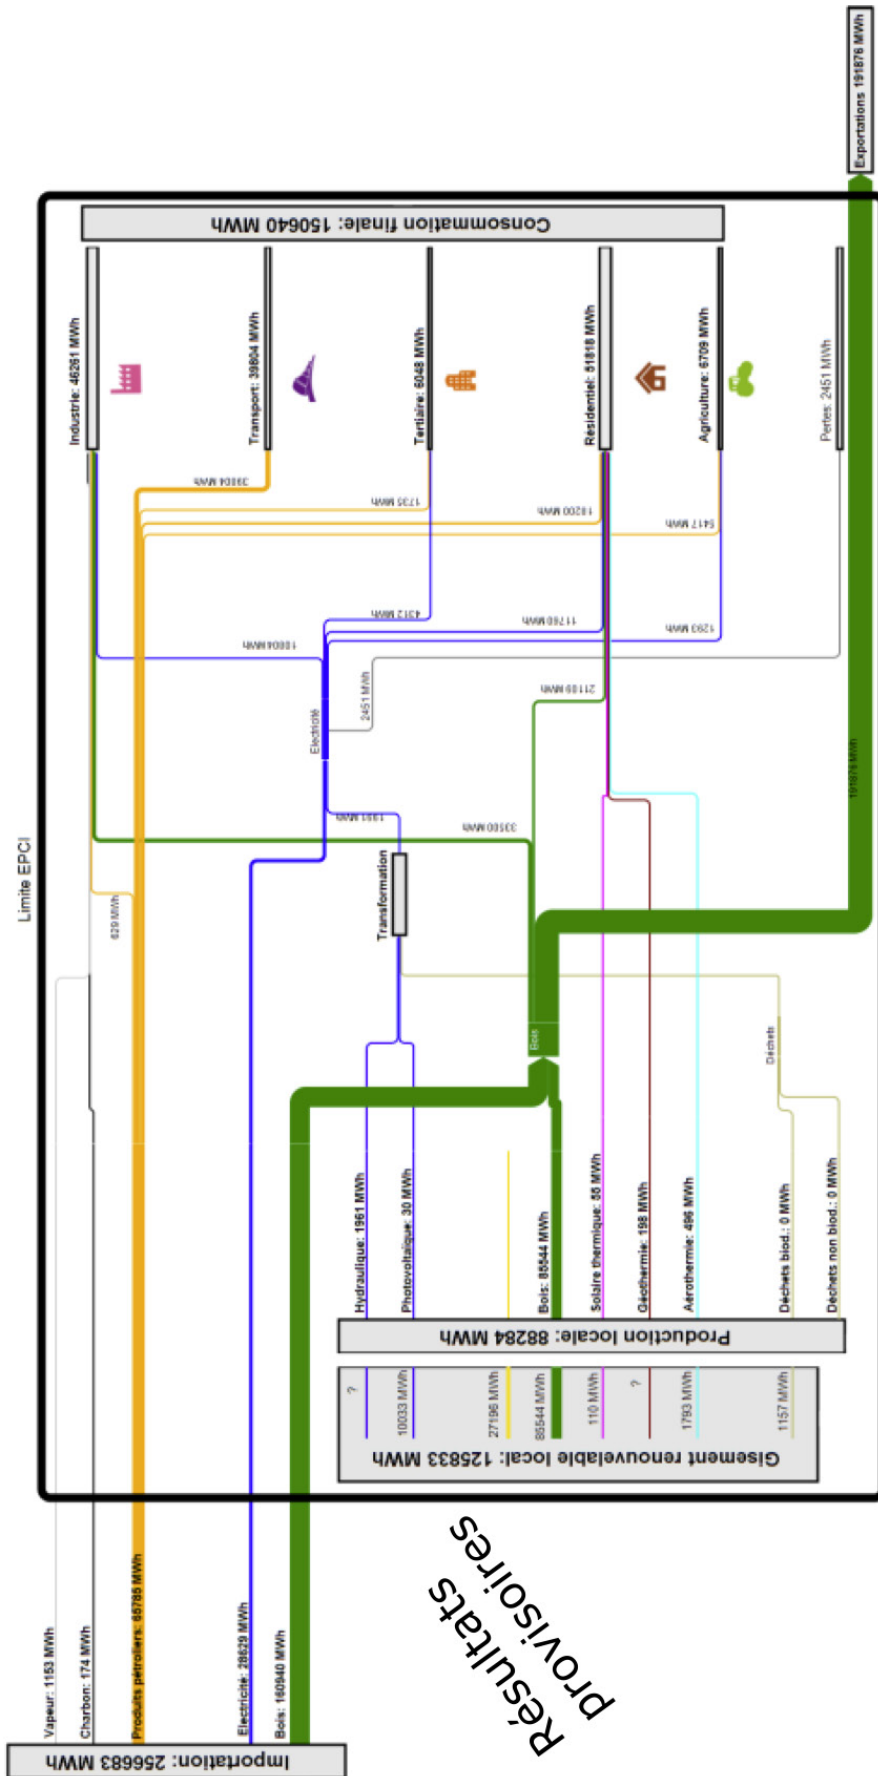 Limite EPCI
Importation: 256683 MWh
Vapeur: 1153 MWh
Charbon: 174 MWh
Produits pétroliers: 65785 MWh
Electricité: 28629 MWh
Bois: 160940 MWh
Résultats
provisoires
Gisement renouvelable local: 125833 MWh
?
10033 MWh
27196 MWh
85544 MWh
110 MWh
?
1793 MWh
1157 MWh
Production locale: 88284 MWh
Hydraulique: 1961 MWh
Photovoltaïque: 30 MWh
Bois: 85544 MWh
Solaire thermique: 55 MWh
Géothermie: 198 MWh
Aérothermie: 496 MWh
Déchets biod.: 0 MWh
Déchets non biod.: 0 MWh
Bois
Déchets
629 MWh
Transformation
33500 MWh
1991 MWh
191876 MWh
Electricité
2451 MWh
21109 MWh
10804 MWh
4312 MWh
11760 MWh
1293 MWh
39804 MWh
1735 MWh
18200 MWh
5417 MWh
Industrie: 46261 MWh
Transport: 39804 MWh
Tertiaire: 6048 MWh
Résidentiel: 51818 MWh
Agriculture: 6709 MWh
Pertes: 2451 MWh
Consommation finale: 150640 MWh
Exportations 191876 MWh